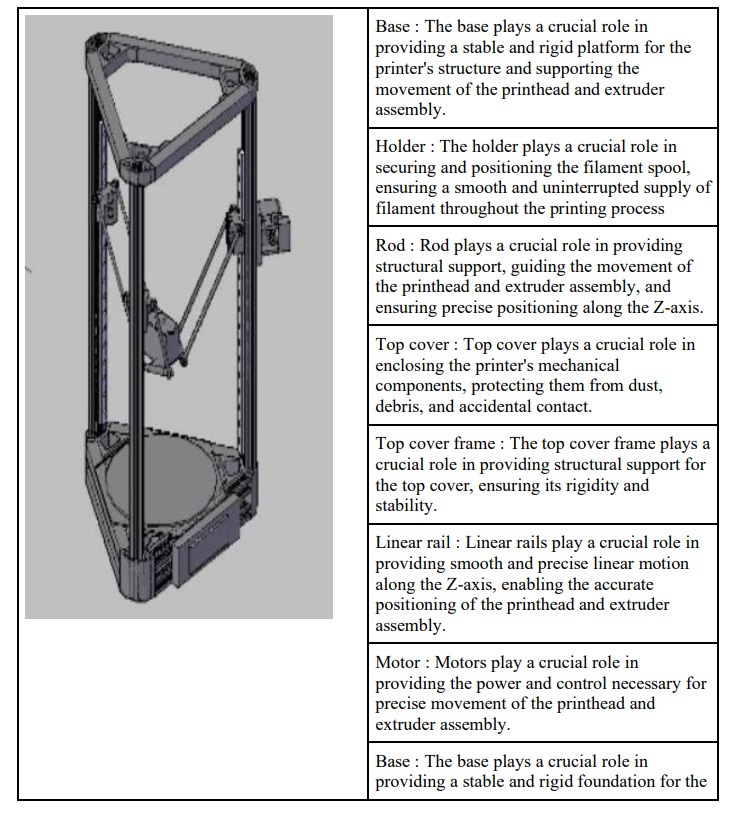 Base : The base plays a crucial role in
providing a stable and rigid platform for the
printer's structure and supporting the
movement of the printhead and extruder
assembly.
Holder : The holder plays a crucial role in
securing and positioning the filament spool,
ensuring a smooth and uninterrupted supply of
filament throughout the printing process
Rod : Rod plays a crucial role in providing
structural support, guiding the movement of
the printhead and extruder assembly, and
ensuring precise positioning along the Z-axis.
Top cover : Top cover plays a crucial role in
enclosing the printer's mechanical
components, protecting them from dust,
debris, and accidental contact.
Top cover frame : The top cover frame plays a
crucial role in providing structural support for
the top cover, ensuring its rigidity and
stability.
Linear rail : Linear rails play a crucial role in
providing smooth and precise linear motion
along the Z-axis, enabling the accurate
positioning of the printhead and extruder
assembly.
Motor : Motors play a crucial role in
providing the power and control necessary for
precise movement of the printhead and
extruder assembly.
Base : The base plays a crucial role in
providing a stable and rigid foundation for the